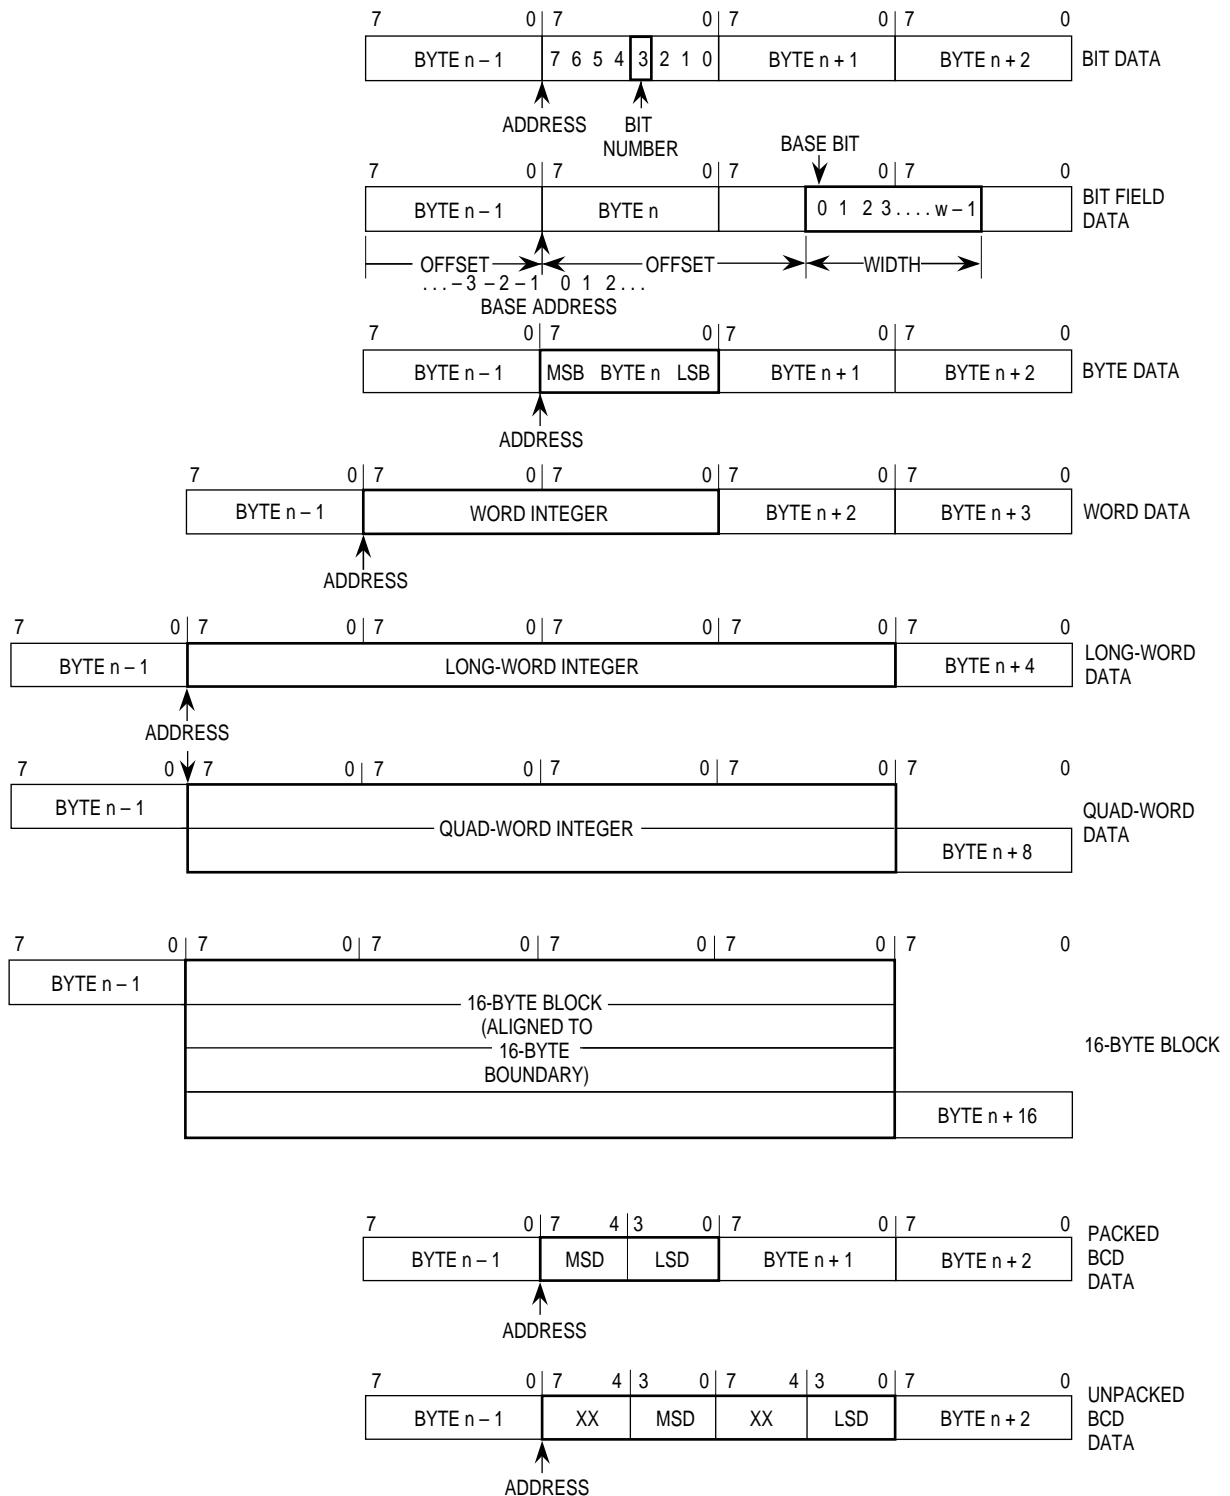 7 0 7 0 7 0 7 0
BYTE n – 1 7 6 5 4 3 2 1 0 BYTE n + 1 BYTE n + 2 BIT DATA
ADDRESS BIT
NUMBER
BASE BIT
7 0 7 0 7 0 7 0
BYTE n – 1 BYTE n 0 1 2 3 . . . . w – 1 BIT FIELD
DATA
OFFSET OFFSET WIDTH
. . . – 3 – 2 – 1 0 1 2 . . .
BASE ADDRESS
7 0 7 0 7 0 7 0
BYTE n – 1 MSB BYTE n LSB BYTE n + 1 BYTE n + 2 BYTE DATA
ADDRESS
7 0 7 0 7 0 7 0 7 0
BYTE n – 1 WORD INTEGER BYTE n + 2 BYTE n + 3 WORD DATA
ADDRESS
7 0 7 0 7 0 7 0 7 0 7 0
BYTE n – 1 LONG-WORD INTEGER BYTE n + 4 LONG-WORD
DATA
ADDRESS
7 0 7 0 7 0 7 0 7 0 7 0
BYTE n – 1 QUAD-WORD
QUAD-WORD INTEGER DATA
BYTE n + 8
7 0 7 0 7 0 7 0 7 0 7 0
BYTE n – 1
16-BYTE BLOCK
(ALIGNED TO
16-BYTE 16-BYTE BLOCK
BOUNDARY)
BYTE n + 16
7 0 7 4 3 0 7 0 7 0
BYTE n – 1 MSD LSD BYTE n + 1 BYTE n + 2 PACKED
BCD
DATA
ADDRESS
7 0 7 4 3 0 7 4 3 0 7 0
BYTE n – 1 XX MSD XX LSD BYTE n + 2 UNPACKED
BCD
DATA
ADDRESS